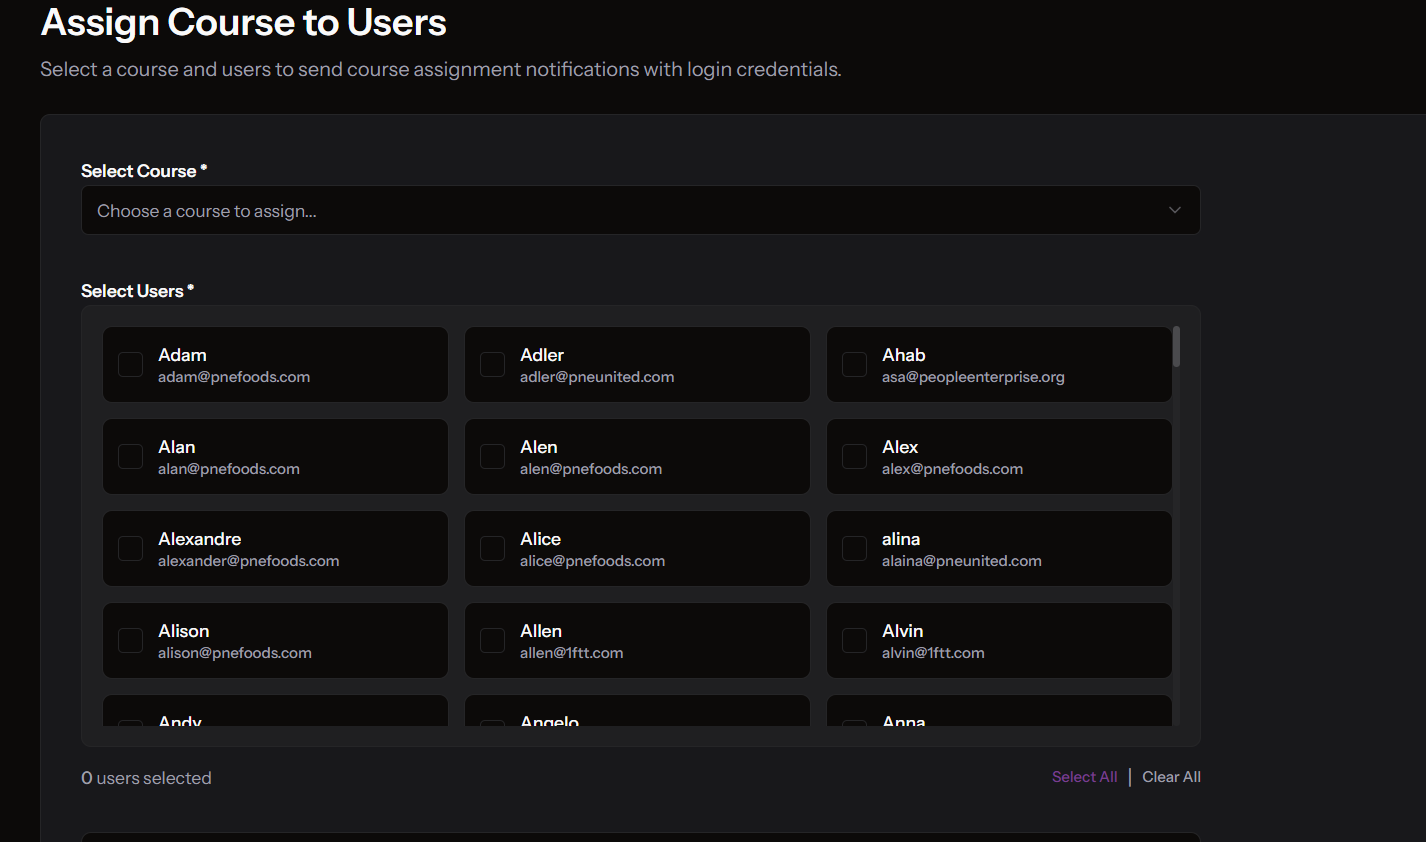 Assign Course to Users
Select a course and users to send course assignment notifications with login credentials.
Select Course *
Choose a course to assign...
Select Users *
Adam
adam@pnefoods.com
Adler
adler@pneunited.com
Ahab
asa@peopleenterprise.org
Alan
alan@pnefoods.com
Alen
alen@pnefoods.com
Alex
alex@pnefoods.com
Alexandre
alexander@pnefoods.com
Alice
alice@pnefoods.com
alina
alaina@pneunited.com
Alison
alison@pnefoods.com
Allen
allen@1ftt.com
Alvin
alvin@1ftt.com
Andy
Angelo
Anna
0 users selected
Select All | Clear All